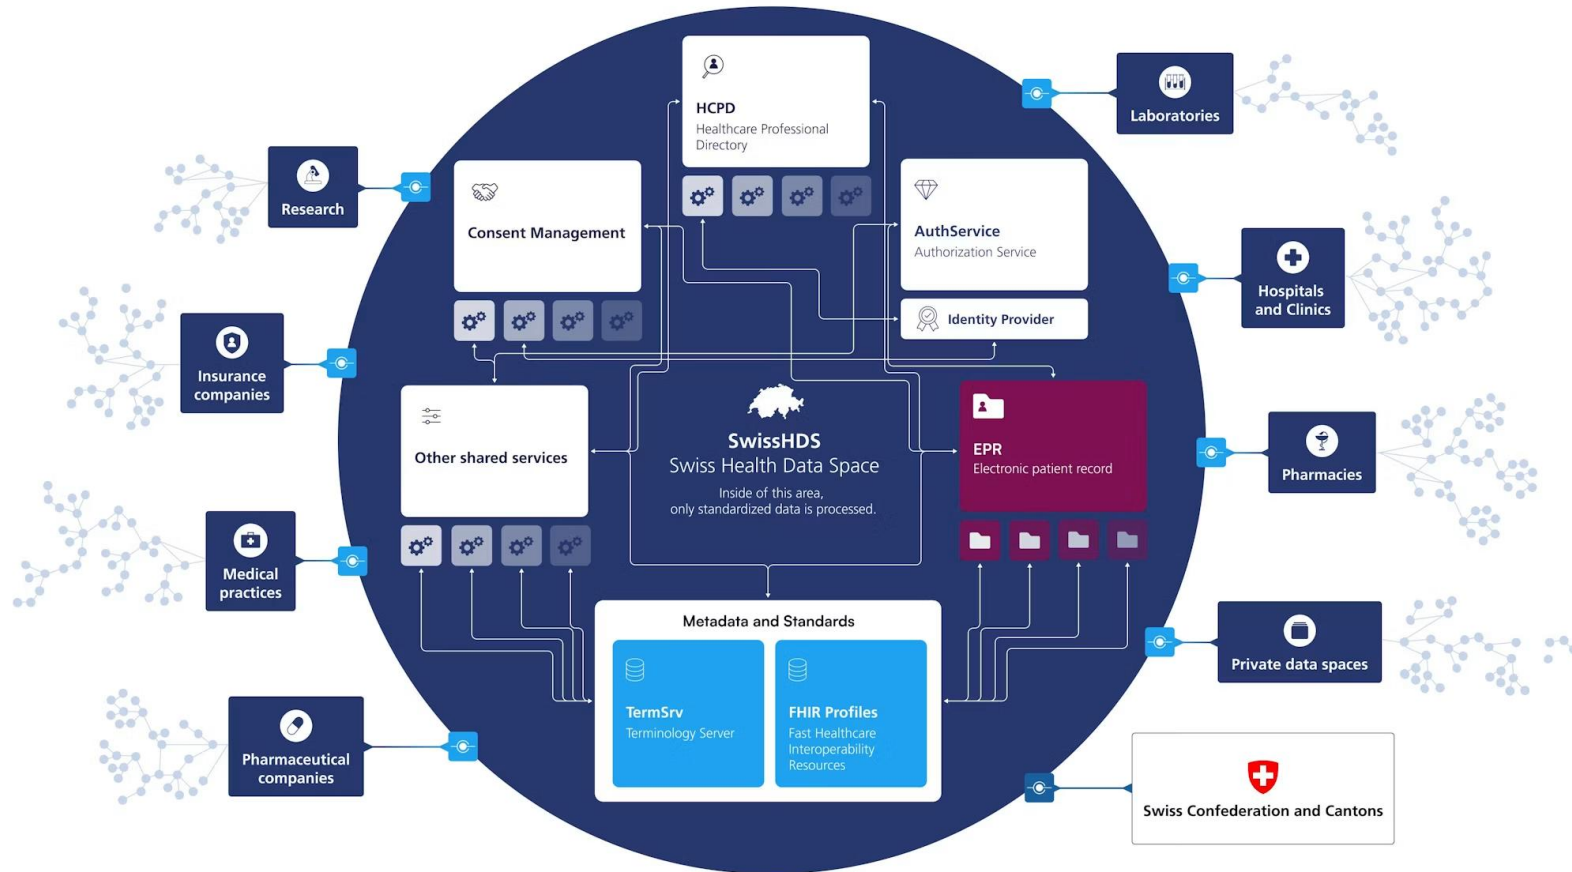 HCPD
Healthcare Professional
Directory
Laboratories
Research
Consent Management
AuthService
Authorization Service
Identity Provider
Hospitals
and Clinics
Insurance
companies
Other shared services
SwissHDS
Swiss Health Data Space
Inside of this area,
only standardized data is processed.
EPR
Electronic patient record
Pharmacies
Medical
practices
Metadata and Standards
TermSrv
Terminology Server
FHIR Profiles
Fast Healthcare
Interoperability
Resources
Private data spaces
Pharmaceutical
companies
Swiss Confederation and Cantons